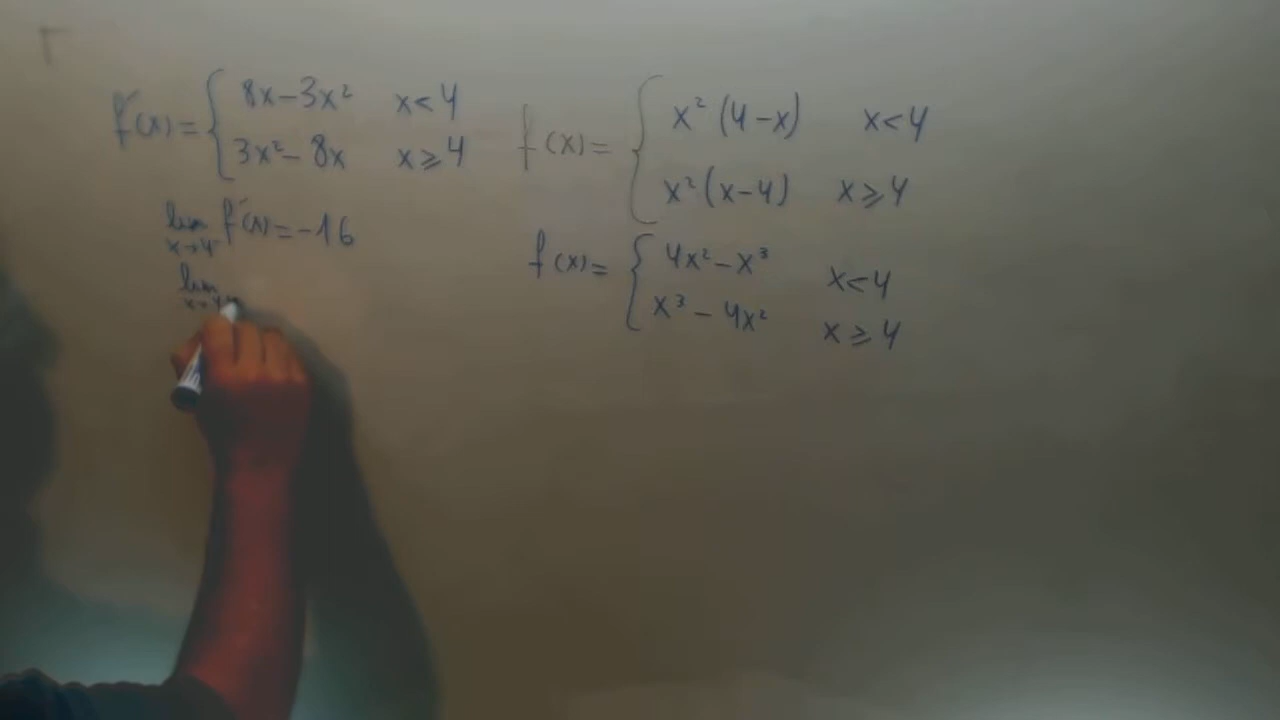 f'(x) = { 8x - 3x² x < 4
3x² - 8x x ⩾ 4
lim x→4⁻ f'(x) = -16
lim x→4
f(x) = { x² (4 - x) x < 4
x² (x - 4) x ⩾ 4
f(x) = { 4x² - x³ x < 4
x³ - 4x² x ⩾ 4